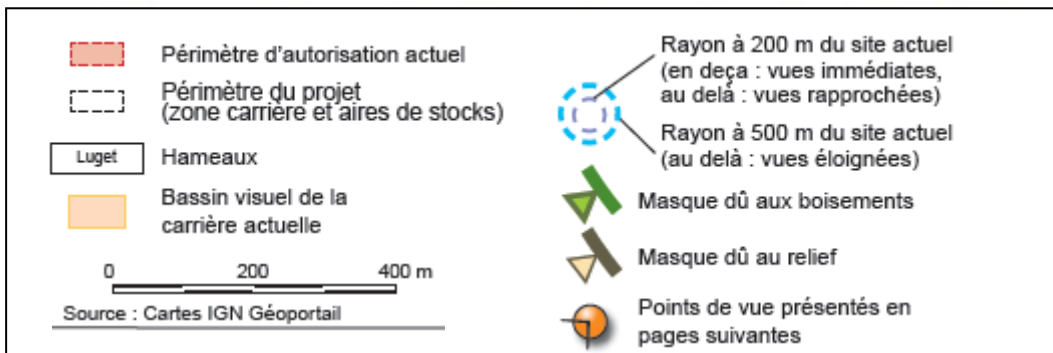 Périmètre d'autorisation actuel
Périmètre du projet
(zone carrière et aires de stocks)
Luget
Hameaux
Bassin visuel de la
carrière actuelle
0 200 400 m
Source : Cartes IGN Géoportail
Rayon à 200 m du site actuel
(en deça : vues immédiates,
au delà : vues rapprochées)
Rayon à 500 m du site actuel
(au delà : vues éloignées)
Masque dû aux boisements
Masque dû au relief
Points de vue présentés en
pages suivantes